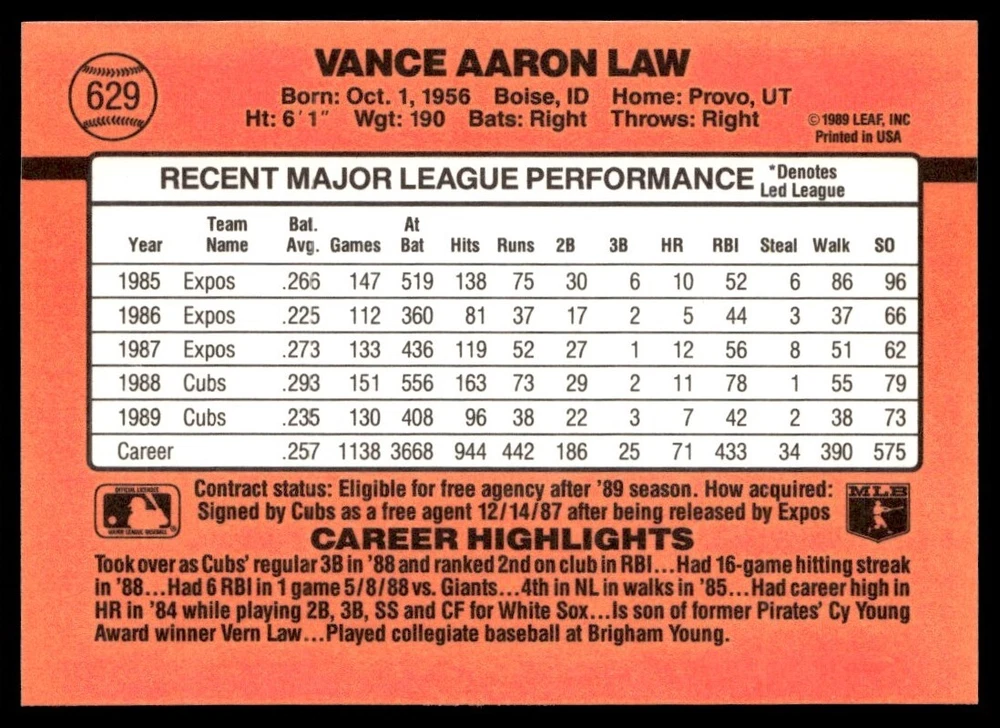 629
VANCE AARON LAW
Born: Oct. 1, 1956 Boise, ID Home: Provo, UT
Ht: 6' 1" Wgt: 190 Bats: Right Throws: Right
©1989 LEAF, INC
Printed in USA
RECENT MAJOR LEAGUE PERFORMANCE
*Denotes
Led League
Year Team Name Bat. Avg. Games At Bat Hits Runs 2B 3B HR RBI Steal Walk SO
1985 Expos .266 147 519 138 75 30 6 10 52 6 86 96
1986 Expos .225 112 360 81 37 17 2 5 44 3 37 66
1987 Expos .273 133 436 119 52 27 1 12 56 8 51 62
1988 Cubs .293 151 556 163 73 29 2 11 78 1 55 79
1989 Cubs .235 130 408 96 38 22 3 7 42 2 38 73
Career .257 1138 3668 944 442 186 25 71 433 34 390 575
OFFICIAL LICENSEE
MAJOR LEAGUE BASEBALL
Contract status: Eligible for free agency after '89 season. How acquired:
Signed by Cubs as a free agent 12/14/87 after being released by Expos
MLB
CAREER HIGHLIGHTS
Took over as Cubs' regular 3B in '88 and ranked 2nd on club in RBI...Had 16-game hitting streak
in '88...Had 6 RBI in 1 game 5/8/88 vs. Giants...4th in NL in walks in '85...Had career high in
HR in '84 while playing 2B, 3B, SS and CF for White Sox...Is son of former Pirates' Cy Young
Award winner Vern Law...Played collegiate baseball at Brigham Young.